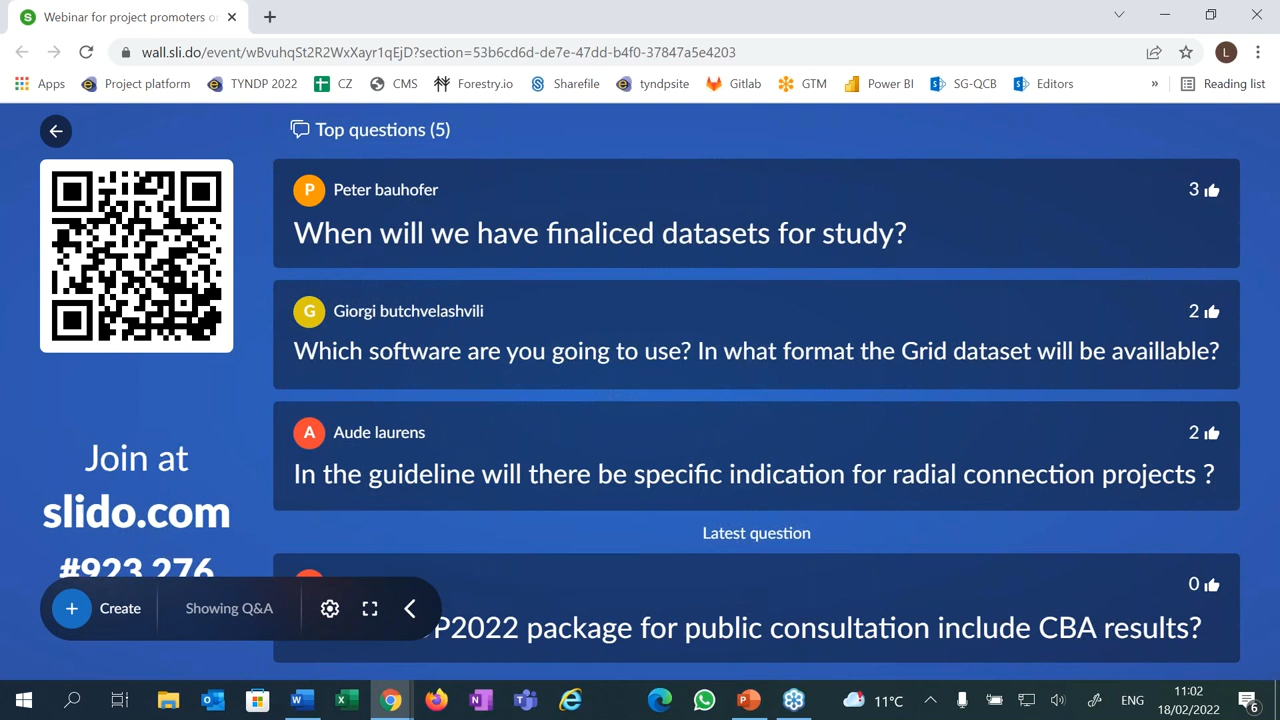 Webinar for project promoters o
wall.sli.do/event/wBvuhqSt2R2WxXayr1qEjD?section=53b6cd6d-de7e-47dd-b4f0-37847a5e4203
L
Apps Project platform TYNDP 2022 CZ CMS Forestry.io Sharefile tyndpsite Gitlab GTM Power BI SG-QCB Editors » Reading list
Top questions (5)
P Peter bauhofer 3
When will we have finaliced datasets for study?
G Giorgi butchvelashvili 2
Which software are you going to use? In what format the Grid dataset will be availlable?
A Aude laurens 2
In the guideline will there be specific indication for radial connection projects ?
Latest question
0
P2022 package for public consultation include CBA results?
Join at
slido.com
#923 276
Create Showing Q&A
11°C ENG 11:02
18/02/2022
6